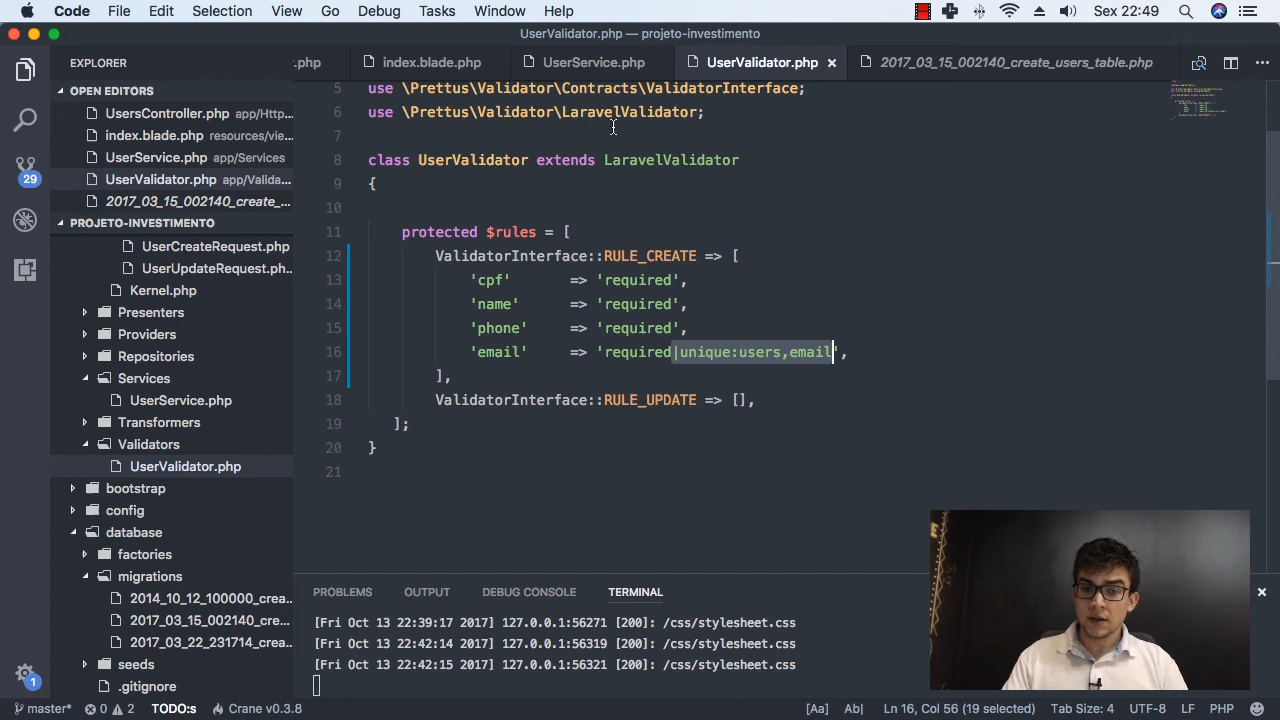 Code File Edit Selection View Go Debug Tasks Window Help Sex 22:49
UserValidator.php — projeto-investimento
EXPLORER
.php index.blade.php UserService.php UserValidator.php × 2017_03_15_002140_create_users_table.php
OPEN EDITORS
UsersController.php app/Http...
index.blade.php resources/vie...
UserService.php app/Services
UserValidator.php app/Valida...
2017_03_15_002140_create_...
PROJETO-INVESTIMENTO
UserCreateRequest.php
UserUpdateRequest.ph...
Kernel.php
Presenters
Providers
Repositories
Services
UserService.php
Transformers
Validators
UserValidator.php
bootstrap
config
database
factories
migrations
2014_10_12_100000_crea...
2017_03_15_002140_cre...
2017_03_22_231714_crea...
seeds
.gitignore
29
1
5 use \Prettus\Validator\Contracts\ValidatorInterface;
6 use \Prettus\Validator\LaravelValidator;
7
8 class UserValidator extends LaravelValidator
9 {
10
11 protected $rules = [
12 ValidatorInterface::RULE_CREATE => [
13 'cpf' => 'required',
14 'name' => 'required',
15 'phone' => 'required',
16 'email' => 'required|unique:users,email',
17 ],
18 ValidatorInterface::RULE_UPDATE => [],
19 ];
20 }
21
PROBLEMS OUTPUT DEBUG CONSOLE TERMINAL ×
[Fri Oct 13 22:39:17 2017] 127.0.0.1:56271 [200]: /css/stylesheet.css
[Fri Oct 13 22:42:14 2017] 127.0.0.1:56319 [200]: /css/stylesheet.css
[Fri Oct 13 22:42:15 2017] 127.0.0.1:56321 [200]: /css/stylesheet.css
master* 0 2 TODO:s Crane v0.3.8 [Aa] Ab| Ln 16, Col 56 (19 selected) Tab Size: 4 UTF-8 LF PHP